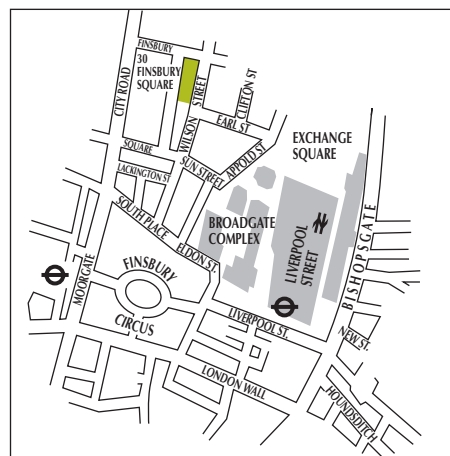 FINSBURY
30
FINSBURY
SQUARE
CITY ROAD
WILSON
STREET
CLIFTON ST
EARL ST
EXCHANGE
SQUARE
SQUARE
LACKINGTON ST
SUN STREET
APPOLD ST.
SOUTH PLACE
ELDON ST.
BROADGATE
COMPLEX
LIVERPOOL
STREET
BISHOPSGATE
FINSBURY
CIRCUS
MOORGATE
LIVERPOOL ST.
NEW ST.
LONDON WALL
HOUNDSDITCH